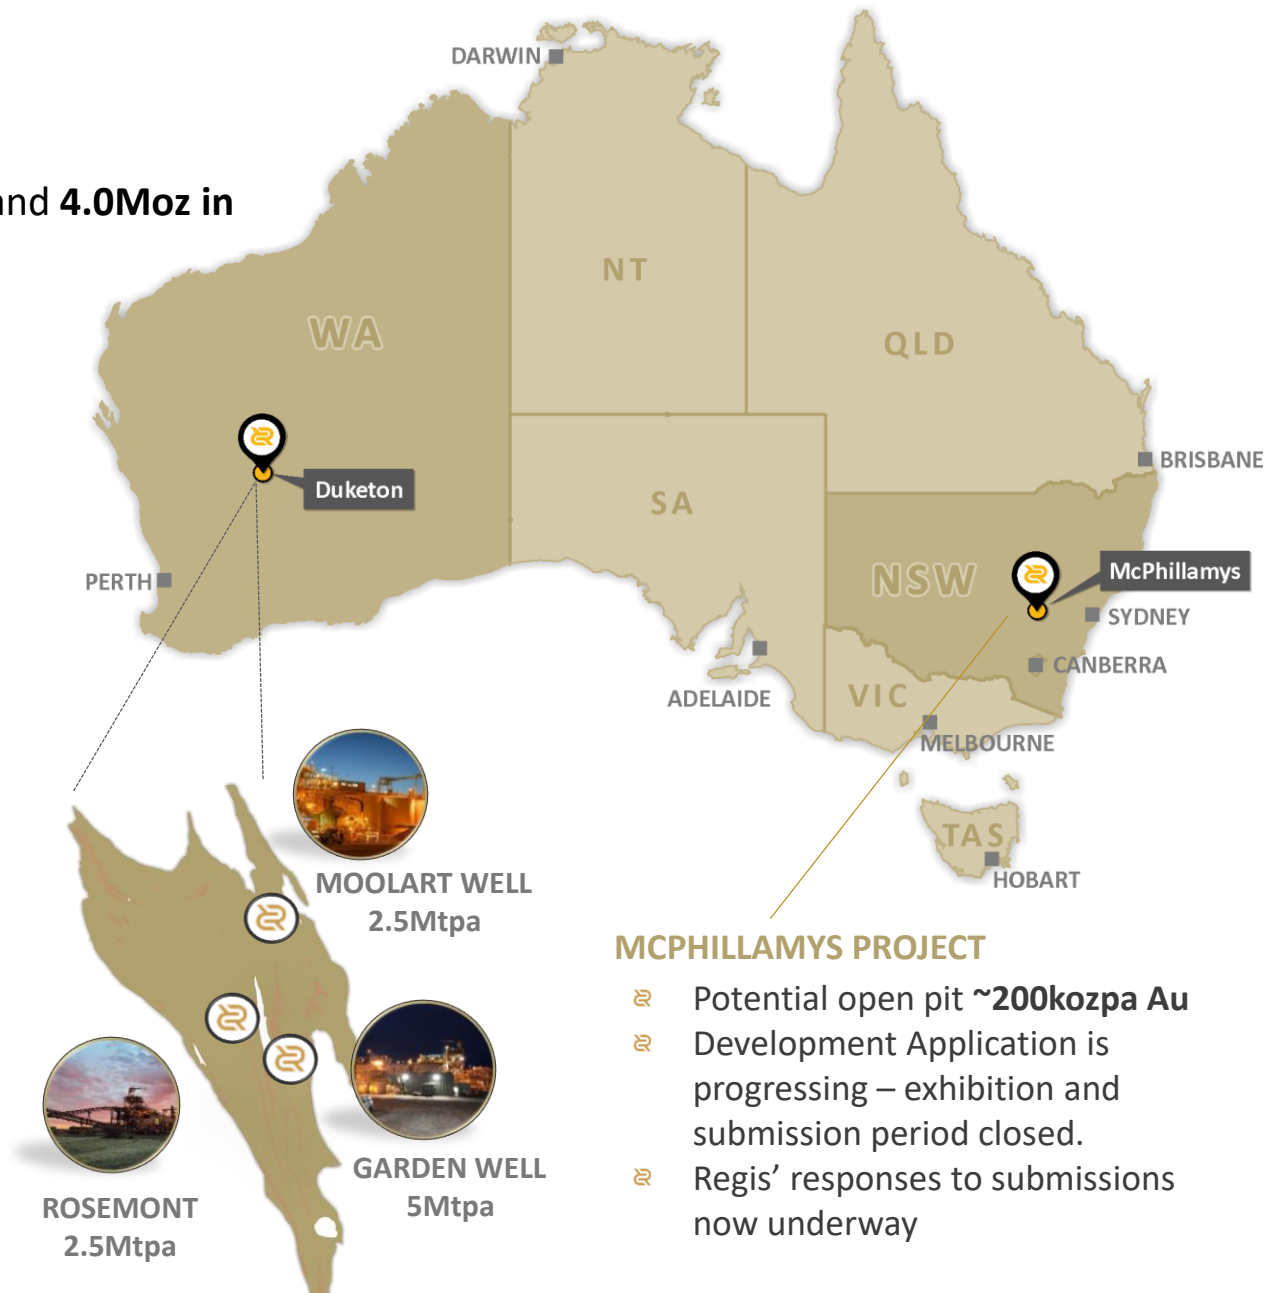 DARWIN
and 4.0Moz in
NT
WA
QLD
BRISBANE
Duketon
SA
PERTH
NSW
McPhillamys
SYDNEY
CANBERRA
ADELAIDE
VIC
MELBOURNE
TAS
HOBART
MOOLART WELL
2.5Mtpa
GARDEN WELL
5Mtpa
ROSEMONT
2.5Mtpa
MCPHILLAMYS PROJECT
Potential open pit ~200kozpa Au
Development Application is
progressing – exhibition and
submission period closed.
Regis’ responses to submissions
now underway